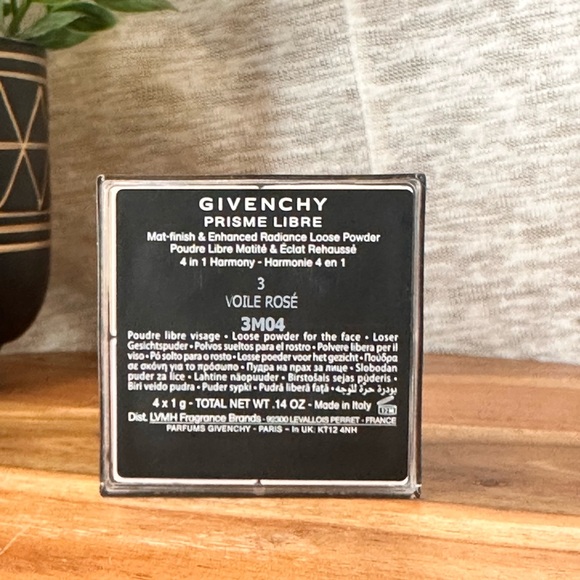 GIVENCHY
PRISME LIBRE
Mat-finish & Enhanced Radiance Loose Powder
Poudre Libre Matité & Éclat Rehaussé
4 in 1 Harmony - Harmonie 4 en 1
3
VOILE ROSÉ
3M04
Poudre libre visage • Loose powder for the face • Loser
Gesichtspuder • Polvos sueltos para el rostro • Polvere libera per il
viso • Pó solto para o rosto • Losse poeder voor het gezicht • Πούδρα
σε σκόνη για το πρόσωπο • Пудра на прах за лице • Slobodan
puder za lice • Lahtine näopuuder • Birstošais sejas pūderis •
Biri veido pudra • Puder sypki • Pudră liberă față • بودرة حرة للوجه
4 x 1 g - TOTAL NET WT .14 OZ - Made in Italy
12 M
Dist. LVMH Fragrance Brands - 92300 LEVALLOIS PERRET - FRANCE
PARFUMS GIVENCHY - PARIS - In UK: KT12 4NH